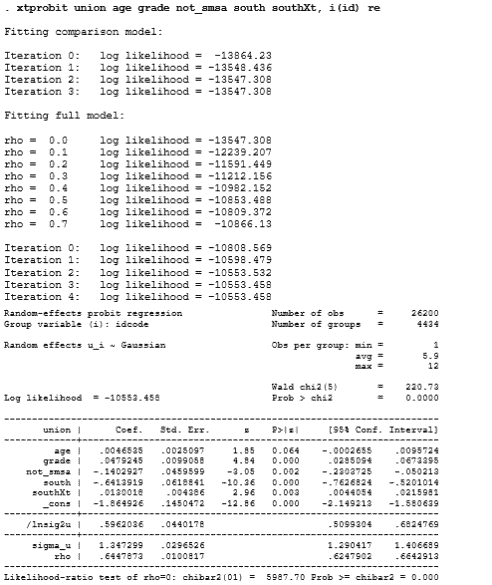 . xtprobit union age grade not_smsa south southXt, i(id) re
Fitting comparison model:
Iteration 0:   log likelihood =  -13864.23
Iteration 1:   log likelihood = -13548.436
Iteration 2:   log likelihood = -13547.308
Iteration 3:   log likelihood = -13547.308
Fitting full model:
rho =  0.0     log likelihood = -13547.308
rho =  0.1     log likelihood = -12239.207
rho =  0.2     log likelihood = -11591.449
rho =  0.3     log likelihood = -11212.156
rho =  0.4     log likelihood = -10982.152
rho =  0.5     log likelihood = -10853.488
rho =  0.6     log likelihood = -10809.372
rho =  0.7     log likelihood =  -10866.13
Iteration 0:   log likelihood = -10808.569
Iteration 1:   log likelihood = -10598.479
Iteration 2:   log likelihood = -10553.532
Iteration 3:   log likelihood = -10553.458
Iteration 4:   log likelihood = -10553.458
Random-effects probit regression                Number of obs      =     26200
Group variable (i): idcode                      Number of groups   =      4434
Random effects u_i ~ Gaussian                   Obs per group: min =         1
avg =       5.9
max =        12
Wald chi2(5)       =    220.73
Log likelihood  = -10553.458                    Prob > chi2        =    0.0000
union |      Coef.   Std. Err.      z    P>|z|     [95% Conf. Interval]
age |   .0046535   .0025097     1.85   0.064    -.0002655    .0095724
grade |   .0479245   .0099058     4.84   0.000     .0285094    .0673395
not_smsa |  -.1402927   .0459599    -3.05   0.002    -.2303725    -.050213
south |  -.6413919   .0618841   -10.36   0.000    -.7626824   -.5201014
southXt |   .0130018    .004386     2.96   0.003     .0044054    .0215981
_cons |  -1.864926   .1450472   -12.86   0.000    -2.149213   -1.580639
/lnsig2u |   .5962036   .0440178                      .5099304    .6824769
sigma_u |   1.347299   .0296526                      1.290417    1.406689
rho |   .6447873   .0100817                      .6247902    .6642913
Likelihood-ratio test of rho=0: chibar2(01) =  5987.70 Prob >= chibar2 = 0.000